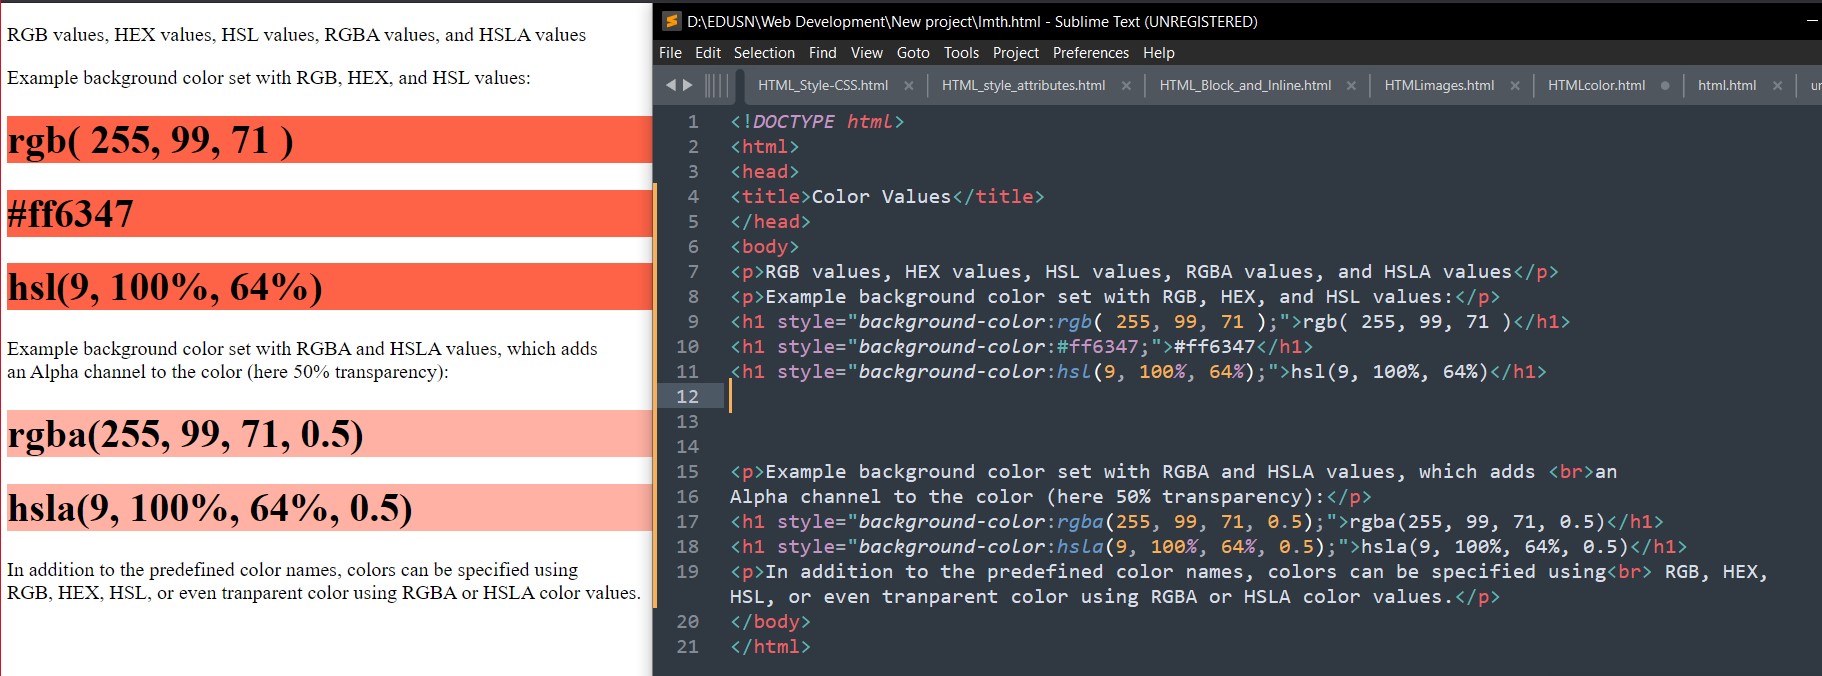 RGB values, HEX values, HSL values, RGBA values, and HSLA values
Example background color set with RGB, HEX, and HSL values:
rgb( 255, 99, 71 )
#ff6347
hsl(9, 100%, 64%)
Example background color set with RGBA and HSLA values, which adds
an Alpha channel to the color (here 50% transparency):
rgba(255, 99, 71, 0.5)
hsla(9, 100%, 64%, 0.5)
In addition to the predefined color names, colors can be specified using
RGB, HEX, HSL, or even tranparent color using RGBA or HSLA color values.
D:\EDUSN\Web Development\New project\lmth.html - Sublime Text (UNREGISTERED)
File Edit Selection Find View Goto Tools Project Preferences Help
HTML_Style-CSS.html HTML_style_attributes.html HTML_Block_and_Inline.html HTMLimages.html HTMLcolor.html html.html
1 <!DOCTYPE html>
2 <html>
3 <head>
4 <title>Color Values</title>
5 </head>
6 <body>
7 <p>RGB values, HEX values, HSL values, RGBA values, and HSLA values</p>
8 <p>Example background color set with RGB, HEX, and HSL values:</p>
9 <h1 style="background-color:rgb( 255, 99, 71 );">rgb( 255, 99, 71 )</h1>
10 <h1 style="background-color:#ff6347;">#ff6347</h1>
11 <h1 style="background-color:hsl(9, 100%, 64%);">hsl(9, 100%, 64%)</h1>
12
13
14
15 <p>Example background color set with RGBA and HSLA values, which adds <br>an
16 Alpha channel to the color (here 50% transparency):</p>
17 <h1 style="background-color:rgba(255, 99, 71, 0.5);">rgba(255, 99, 71, 0.5)</h1>
18 <h1 style="background-color:hsla(9, 100%, 64%, 0.5);">hsla(9, 100%, 64%, 0.5)</h1>
19 <p>In addition to the predefined color names, colors can be specified using<br> RGB, HEX,
HSL, or even tranparent color using RGBA or HSLA color values.</p>
20 </body>
21 </html>